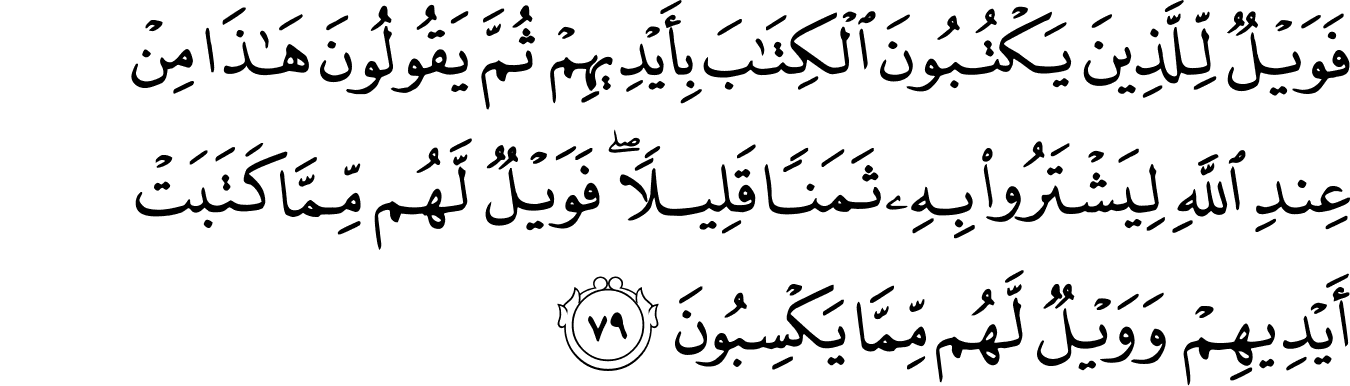 فَوَيْلٌ لِّلَّذِينَ يَكْتُبُونَ ٱلْكِتَـٰبَ بِأَيْدِيهِمْ ثُمَّ يَقُولُونَ هَـٰذَا مِنْ
عِندِ ٱللَّهِ لِيَشْتَرُوا۟ بِهِۦ ثَمَنًا قَلِيلًا ۖ فَوَيْلٌ لَّهُم مِّمَّا كَتَبَتْ
أَيْدِيهِمْ وَوَيْلٌ لَّهُم مِّمَّا يَكْسِبُونَ ٧٩